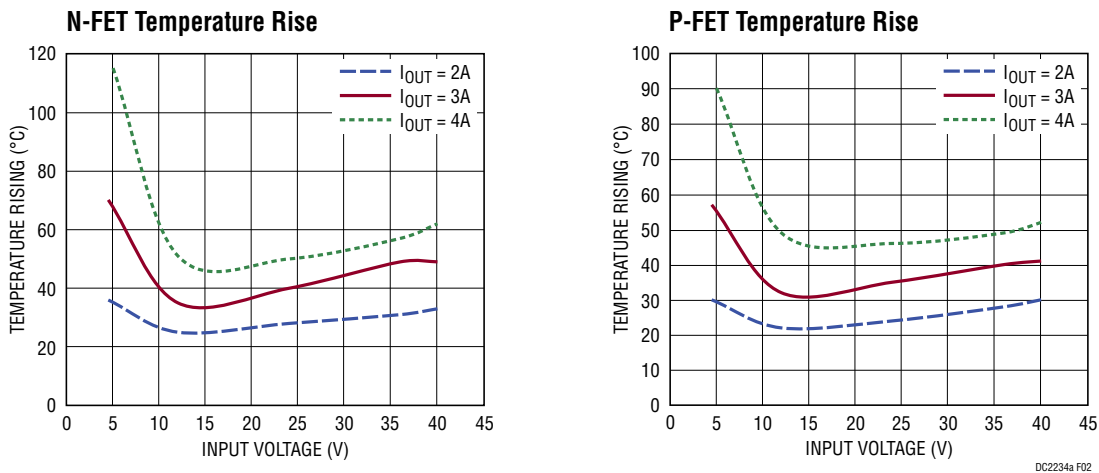 N-FET Temperature Rise
120
100
80
60
40
20
0
TEMPERATURE RISING (°C)
0 5 10 15 20 25 30 35 40 45
INPUT VOLTAGE (V)
IOUT = 2A
IOUT = 3A
IOUT = 4A
P-FET Temperature Rise
100
90
80
70
60
50
40
30
20
10
0
TEMPERATURE RISING (°C)
0 5 10 15 20 25 30 35 40 45
INPUT VOLTAGE (V)
IOUT = 2A
IOUT = 3A
IOUT = 4A
DC2234a F02